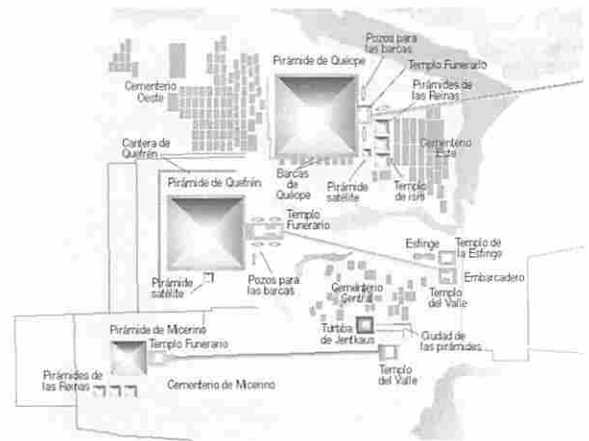 Pozos para
las barcas
Pirámide de Quéope
Templo Funerario
Pirámides de
las Reinas
Cementerio
Oeste
Cementerio
Este
Cantera de
Quefrén
Barcas
de
Quéope
Pirámide
satélite
Templo
de isis
Pirámide de Quefrén
Templo
Funerario
Esfinge
Templo de
la Esfinge
Embarcadero
Templo
del Valle
Pirámide
satélite
Pozos para
las barcas
Cementerio
Central
Tumba
de Jentkaus
Ciudad de
las pirámides
Pirámide de Micerino
Templo Funerario
Pirámides de
las Reinas
Cementerio de Micerino
Templo
del Valle